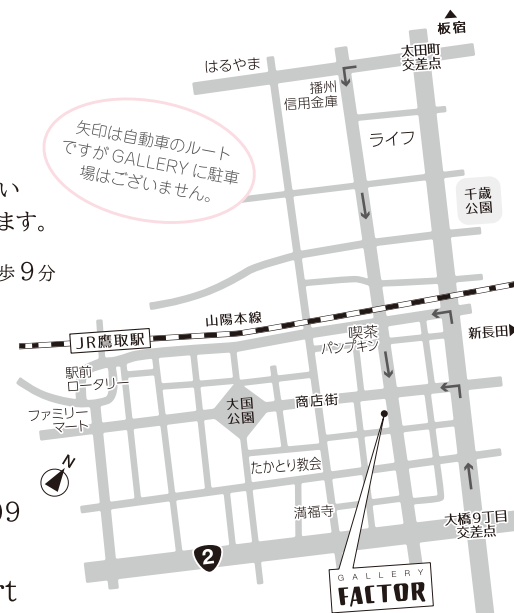 板宿
太田町
交差点
はるやま
播州
信用金庫
ライフ
矢印は自動車のルート
ですが GALLERY に駐車
場はございません。
い
ます。
千歳
公園
歩 9 分
山陽本線
JR鷹取駅
喫茶
パンプキン
新長田
駅前
ロータリー
大国
公園
商店街
ファミリー
マート
N
たかとり教会
満福寺
09
大橋9丁目
交差点
2
rt
GALLERY
FACTOR